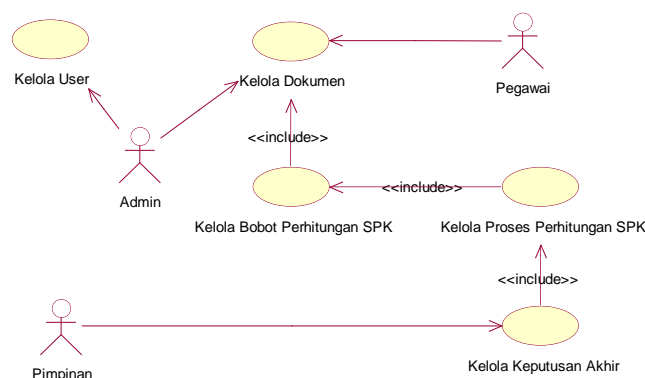 Kelola User
Kelola Dokumen
Pegawai
<<include>>
Admin
<<include>>
Kelola Bobot Perhitungan SPK
Kelola Proses Perhitungan SPK
<<include>>
Pimpinan
Kelola Keputusan Akhir